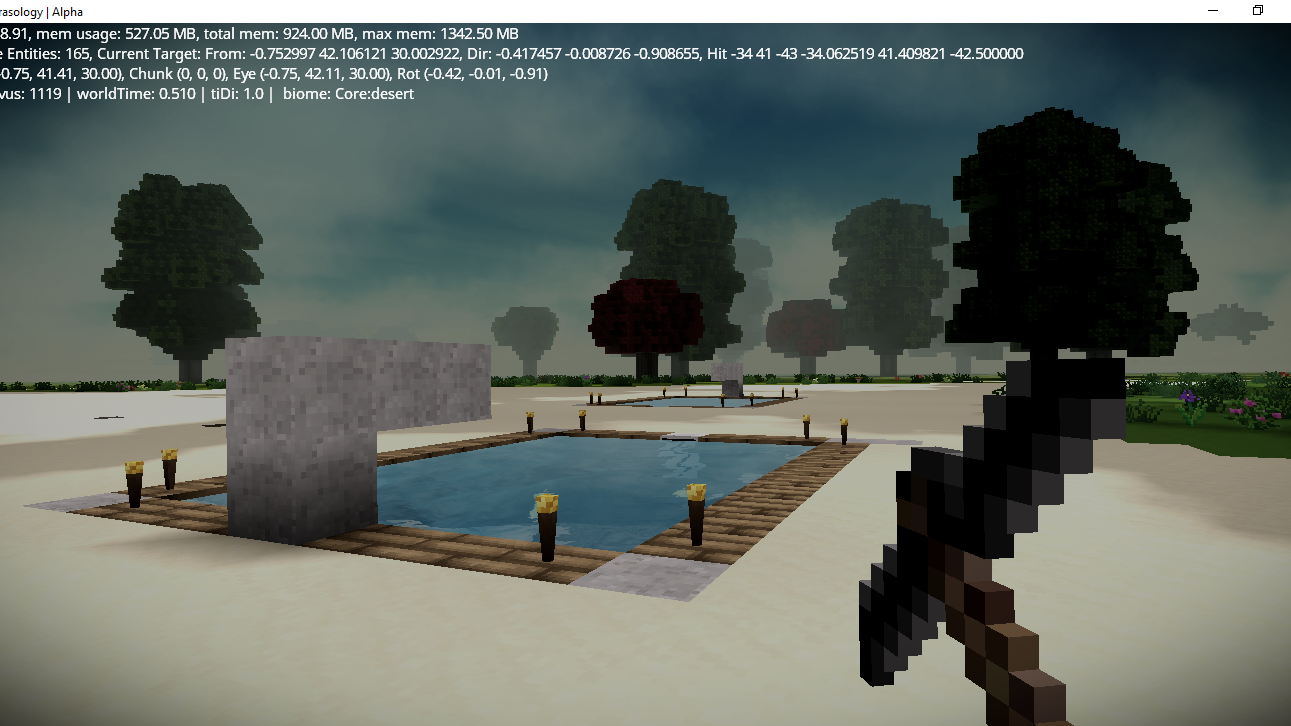 rasology | Alpha
8.91, mem usage: 527.05 MB, total mem: 924.00 MB, max mem: 1342.50 MB
e Entities: 165, Current Target: From: -0.752997 42.106121 30.002922, Dir: -0.417457 -0.008726 -0.908655, Hit -34 41 -43 -34.062519 41.409821 -42.500000
-0.75, 41.41, 30.00), Chunk (0, 0, 0), Eye (-0.75, 42.11, 30.00), Rot (-0.42, -0.01, -0.91)
vus: 1119 | worldTime: 0.510 | tiDi: 1.0 | biome: Core:desert